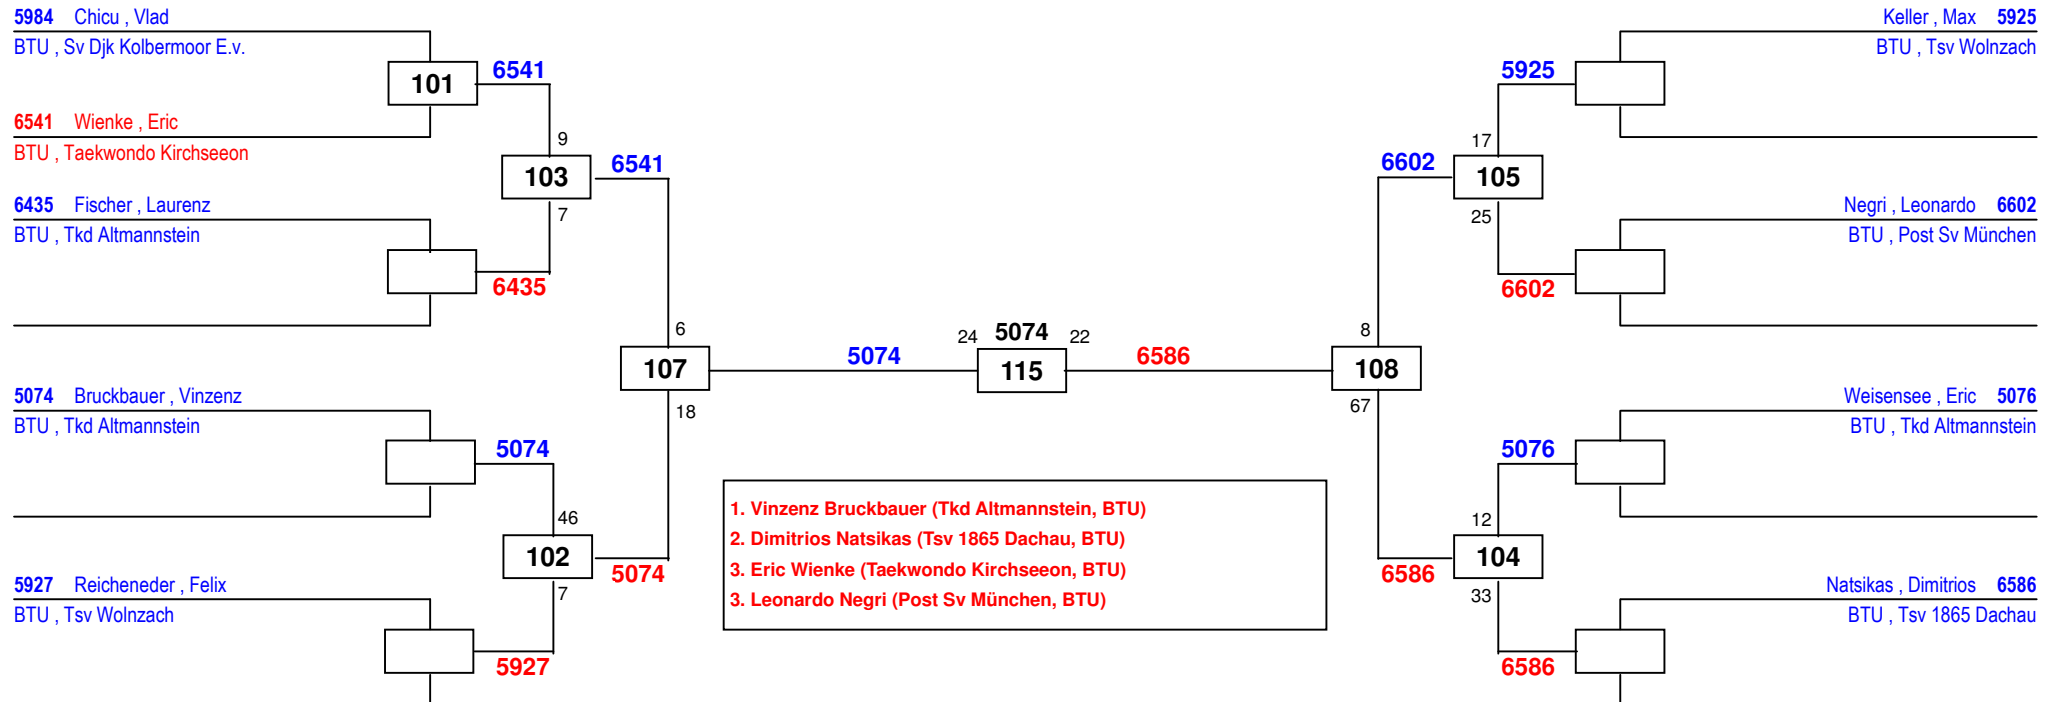 5984 Chicu , Vlad
BTU , Sv Djk Kolbermoor E.v.
101
6541
6541 Wienke , Eric
BTU , Taekwondo Kirchseeon
9
103
6541
7
6435 Fischer , Laurenz
BTU , Tkd Altmannstein
6435
6
107
18
5074
5074 Bruckbauer , Vinzenz
BTU , Tkd Altmannstein
5074
46
102
5074
7
5927 Reicheneder , Felix
BTU , Tsv Wolnzach
5927
24 5074 22
115
6586
1. Vinzenz Bruckbauer (Tkd Altmannstein, BTU)
2. Dimitrios Natsikas (Tsv 1865 Dachau, BTU)
3. Eric Wienke (Taekwondo Kirchseeon, BTU)
3. Leonardo Negri (Post Sv München, BTU)
Keller , Max 5925
BTU , Tsv Wolnzach
5925
17
6602
105
25
Negri , Leonardo 6602
BTU , Post Sv München
6602
8
108
67
Weisensee , Eric 5076
BTU , Tkd Altmannstein
5076
12
104
6586
33
Natsikas , Dimitrios 6586
BTU , Tsv 1865 Dachau
6586